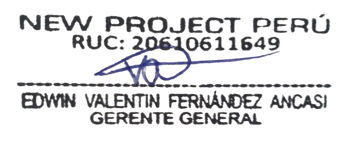 NEW PROJECT PERÚ
RUC: 20610611649
EDWIN VALENTIN FERNÁNDEZ ANCASI
GERENTE GENERAL